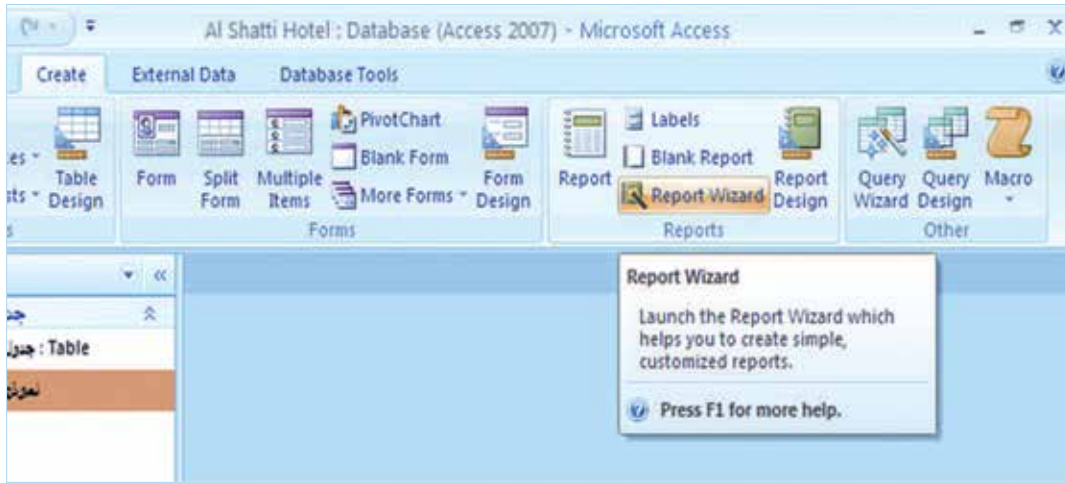 Al Shatti Hotel : Database (Access 2007) - Microsoft Access
Create External Data Database Tools
Table Design
Form
Split Form
Multiple Items
PivotChart
Blank Form
More Forms
Form Design
Forms
Report
Labels
Blank Report
Report Wizard
Report Design
Reports
Query Wizard
Query Design
Macro
Other
Report Wizard
Launch the Report Wizard which
helps you to create simple,
customized reports.
Press F1 for more help.
: Table